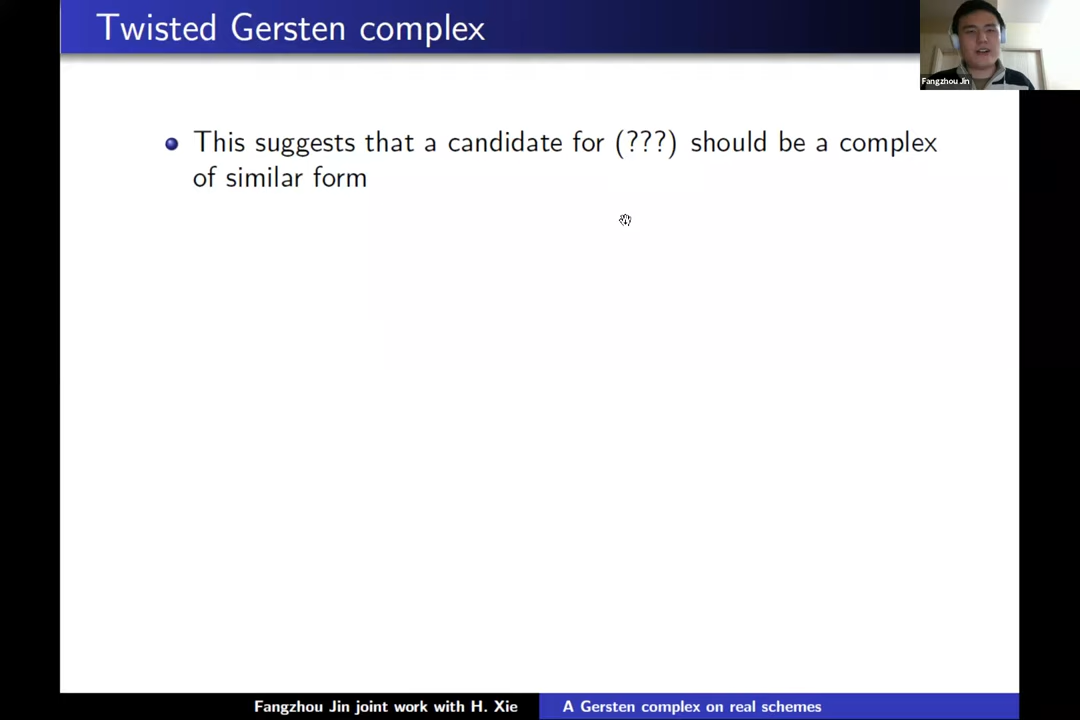 Twisted Gersten complex
Fangzhou Jin
This suggests that a candidate for (???) should be a complex
of similar form
Fangzhou Jin joint work with H. Xie
A Gersten complex on real schemes